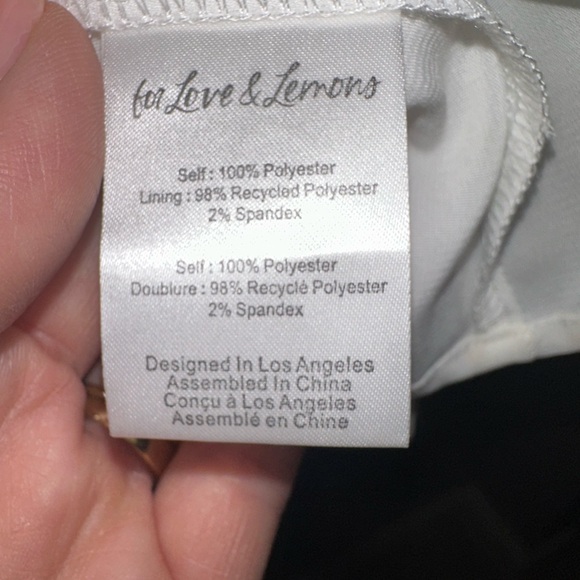 for Love & Lemons
Self : 100% Polyester
Lining : 98% Recycled Polyester
2% Spandex
Self : 100% Polyester
Doublure : 98% Recyclé Polyester
2% Spandex
Designed In Los Angeles
Assembled In China
Conçu à Los Angeles
Assemblé en Chine